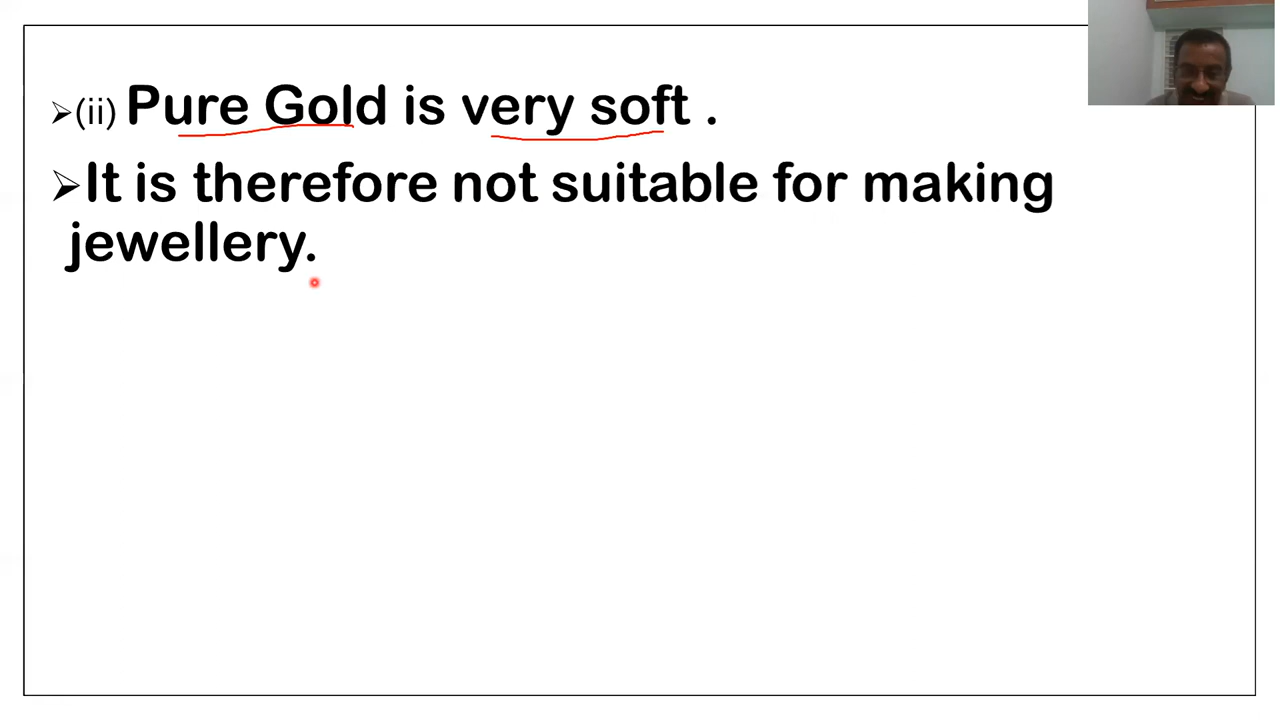 ➢(ii) Pure Gold is very soft .
➢It is therefore not suitable for making
jewellery.